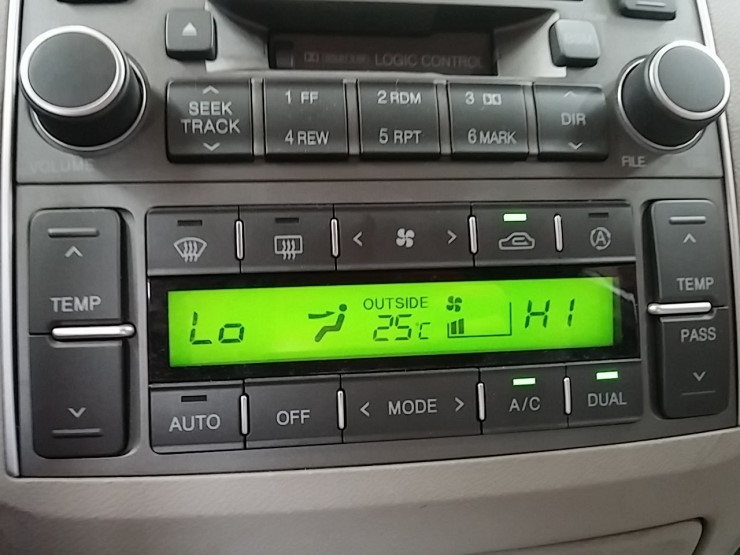 LOGIC CONTROL
SEEK
TRACK
1 FF
4 REW
2 RDM
5 RPT
3
6 MARK
DIR
VOLUME
FILE
A
TEMP
Lo
OUTSIDE
25°C
HI
TEMP
PASS
AUTO
OFF
< MODE >
A/C
DUAL